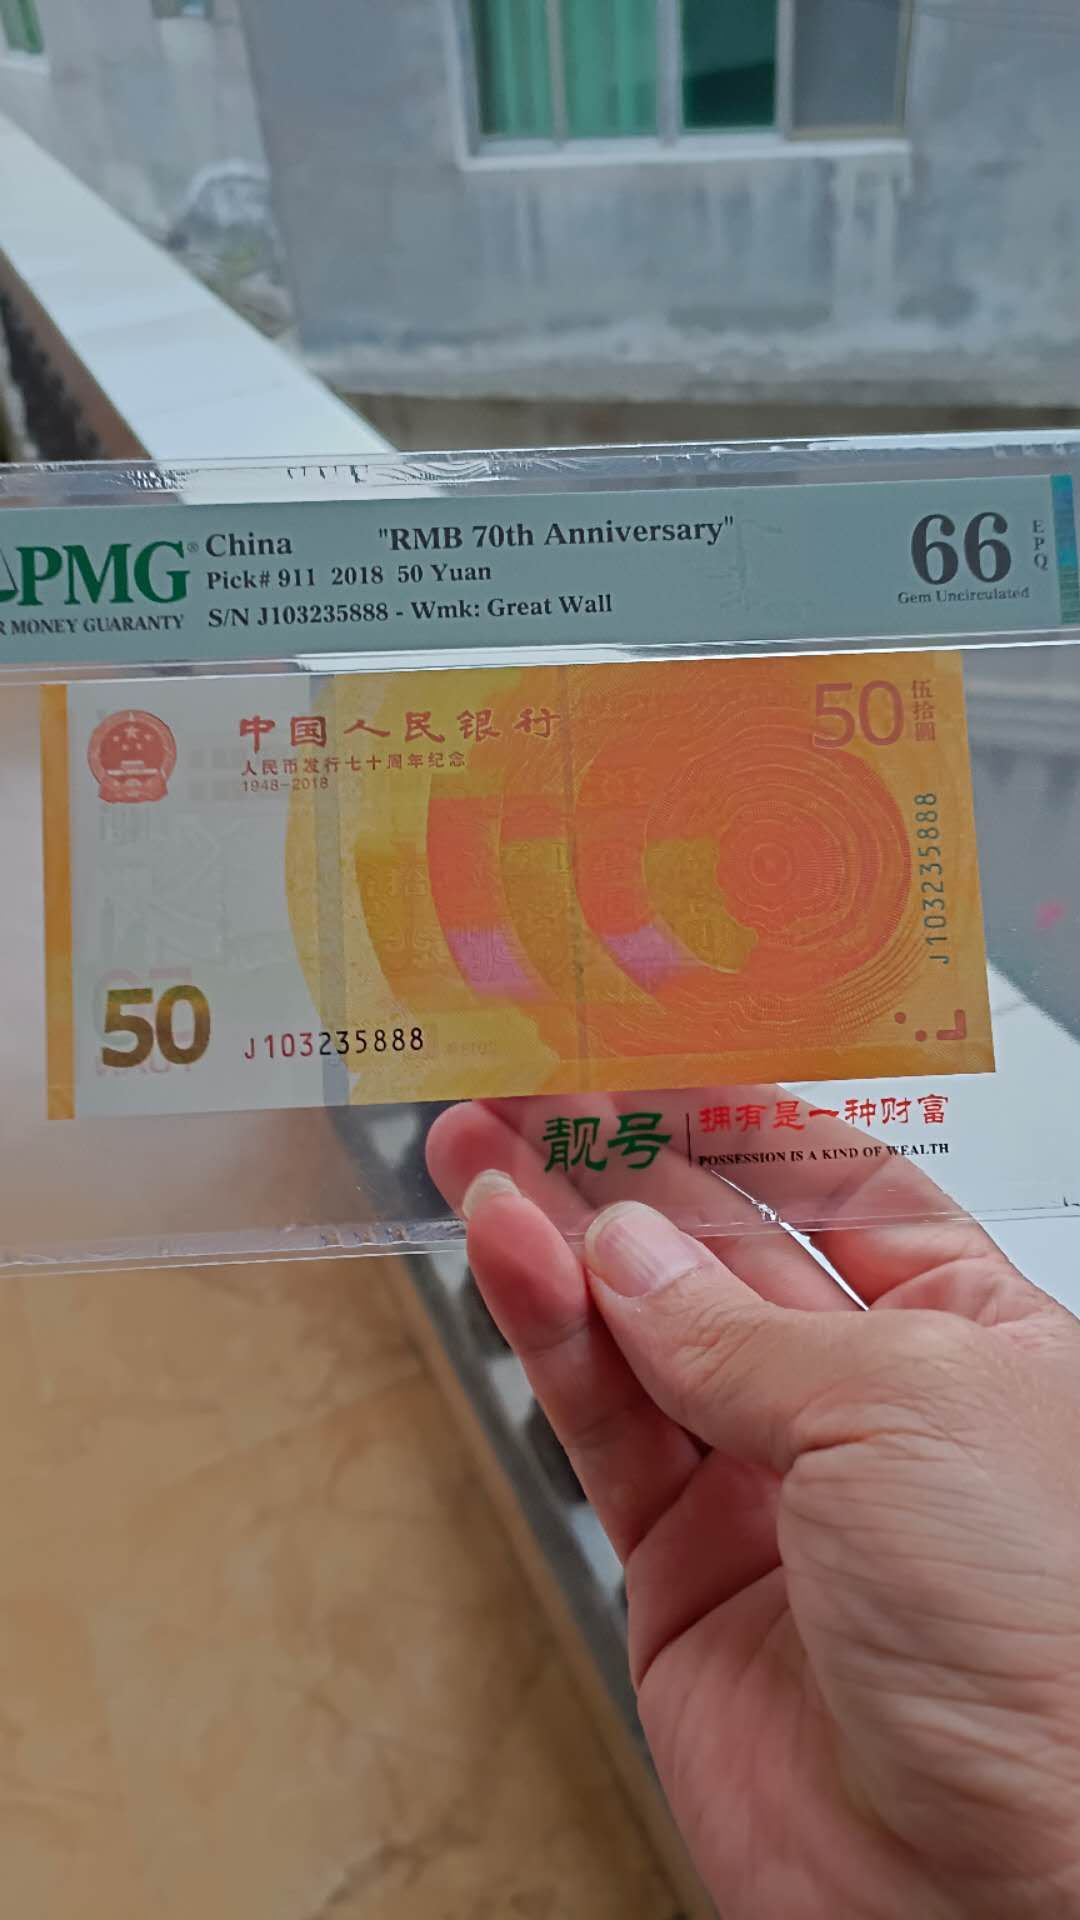 PMG® China "RMB 70th Anniversary" 66 EPQ
Pick# 911 2018 50 Yuan
Gem Uncirculated
R MONEY GUARANTY S/N J103235888 - Wmk: Great Wall
中国人民银行
50 伍拾圆
人民币发行七十周年纪念
1948-2018
J103235888
50
J103235888
靓号 拥有是一种财富
POSSESSION IS A KIND OF WEALTH